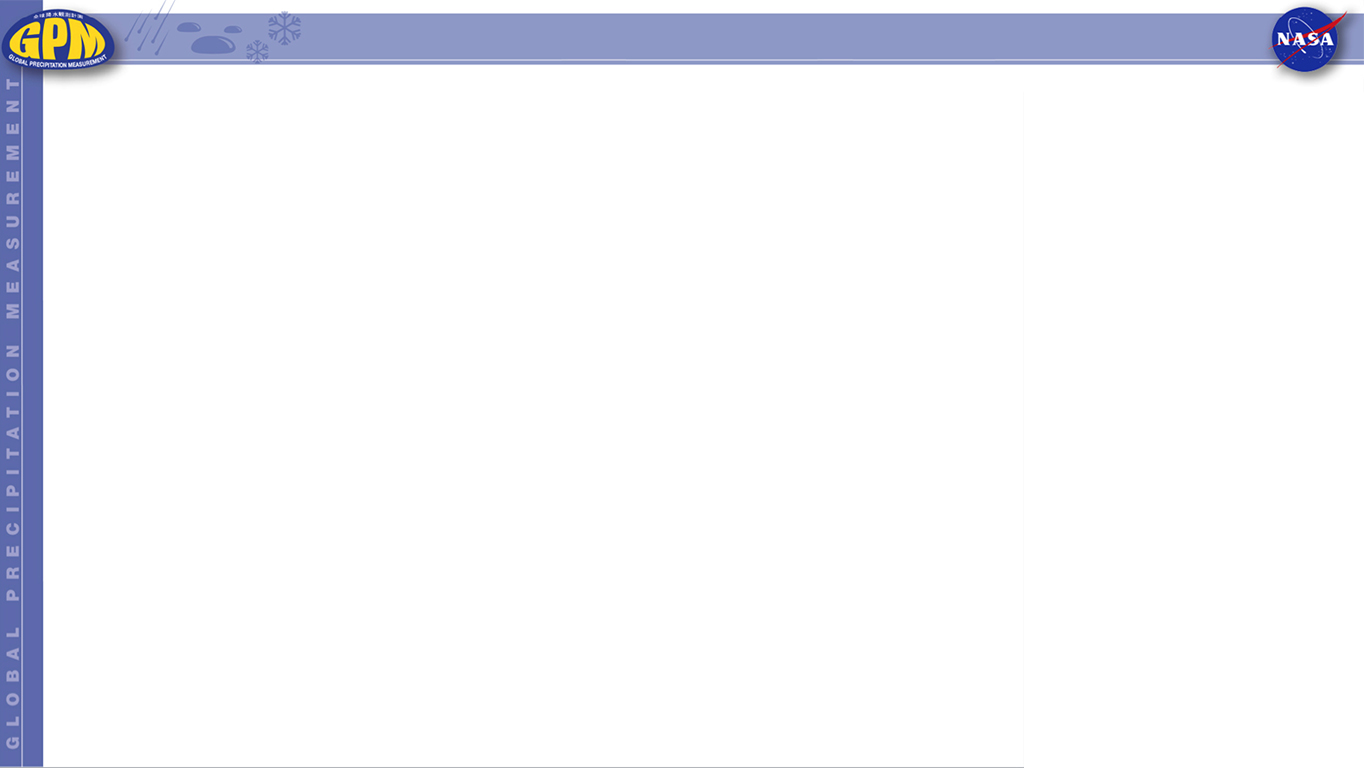 GPM
GLOBAL PRECIPITATION MEASUREMENT
NASA
GLOBAL PRECIPITATION MEASUREMENT